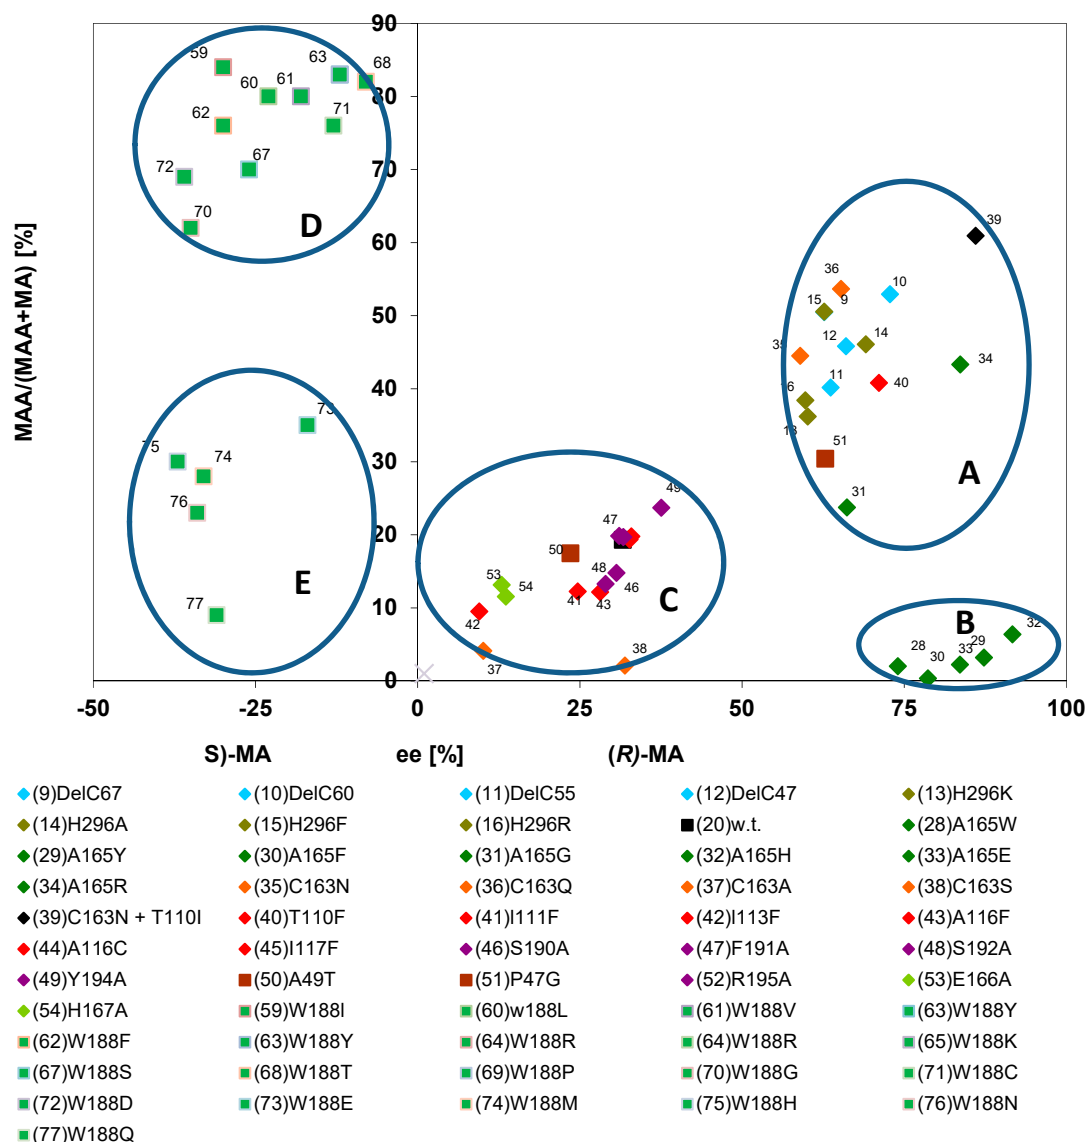 90
59
63
68
80
60
61
62
71
70
72
67
70
D
60
39
36
10
50
15
9
12
14
34
40
11
40
51
A
30
31
73
75
74
76
77
E
20
49
47
50
48
53
54
46
41
43
C
10
42
37
38
B
32
28
29
33
30
0
MAA/(MAA+MA) [%]
-50 -25 0 25 50 75 100
S)-MA ee [%] (R)-MA
(9)DelC67 (10)DelC60 (11)DelC55 (12)DelC47 (13)H296K
(14)H296A (15)H296F (16)H296R (20)w.t. (28)A165W
(29)A165Y (30)A165F (31)A165G (32)A165H (33)A165E
(34)A165R (35)C163N (36)C163Q (37)C163A (38)C163S
(39)C163N + T110I (40)T110F (41)I111F (42)I113F (43)A116F
(44)A116C (45)I117F (46)S190A (47)F191A (48)S192A
(49)Y194A (50)A49T (51)P47G (52)R195A (53)E166A
(54)H167A (59)W188I (60)w188L (61)W188V (63)W188Y
(62)W188F (63)W188Y (64)W188R (64)W188R (65)W188K
(67)W188S (68)W188T (69)W188P (70)W188G (71)W188C
(72)W188D (73)W188E (74)W188M (75)W188H (76)W188N
(77)W188Q